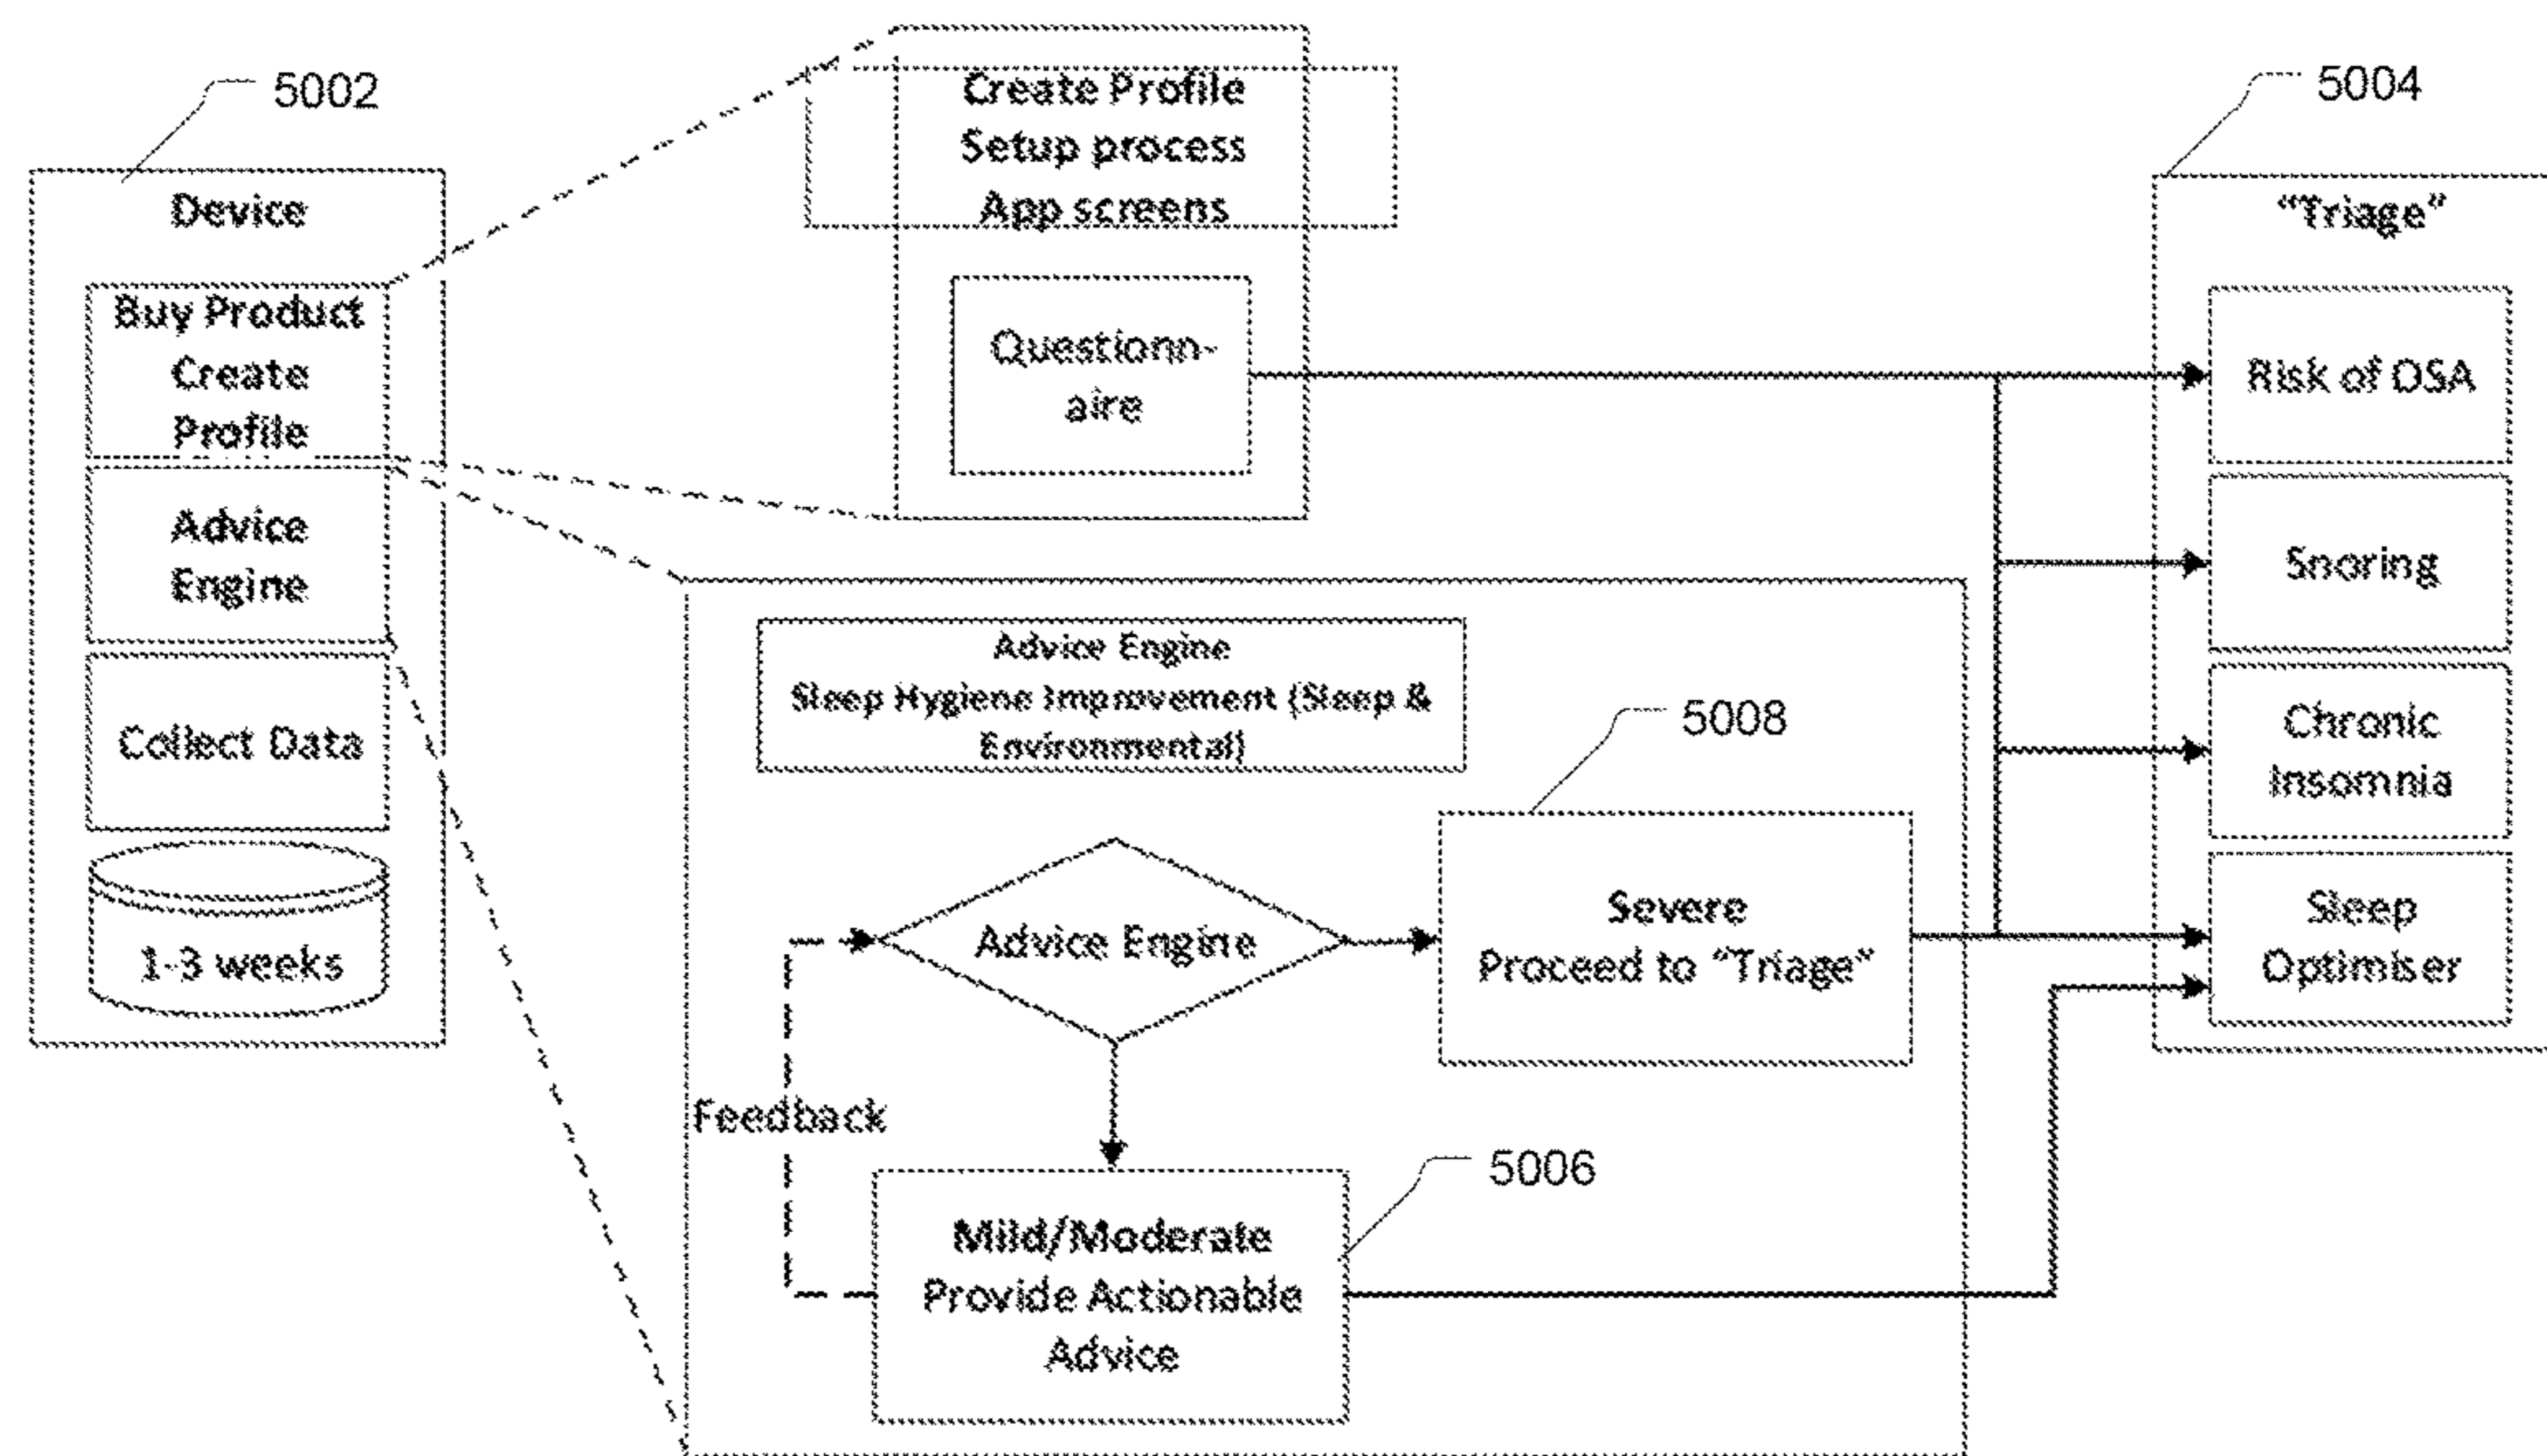 5002
Device
Buy Product
Create
Profile
Advice
Engine
Collect Data
1-3 weeks
Create Profile
Setup process
App screens
Questionn-
aire
Advice Engine
Sleep Hygiene Improvement (Sleep &
Environmental)
Advice Engine
5008
Severe
Proceed to “Triage”
Feedback
5006
Mild/Moderate
Provide Actionable
Advice
5004
“Triage”
Risk of OSA
Snoring
Chronic
Insomnia
Sleep
Optimiser